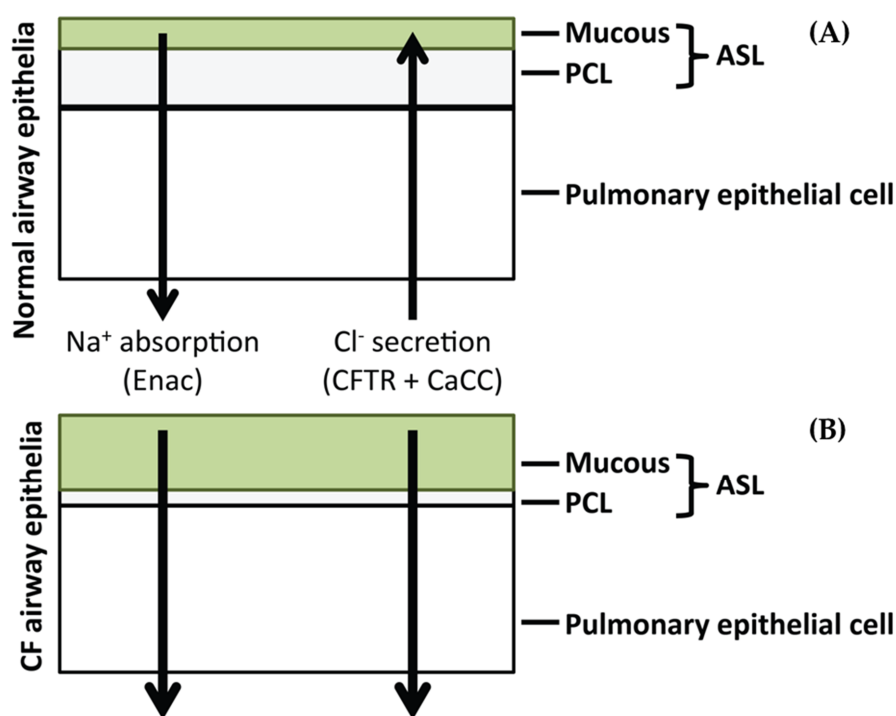 Normal airway epithelia
Mucous
PCL
ASL
(A)
Pulmonary epithelial cell
Na⁺ absorption
(Enac)
Cl⁻ secretion
(CFTR + CaCC)
CF airway epithelia
Mucous
PCL
ASL
(B)
Pulmonary epithelial cell